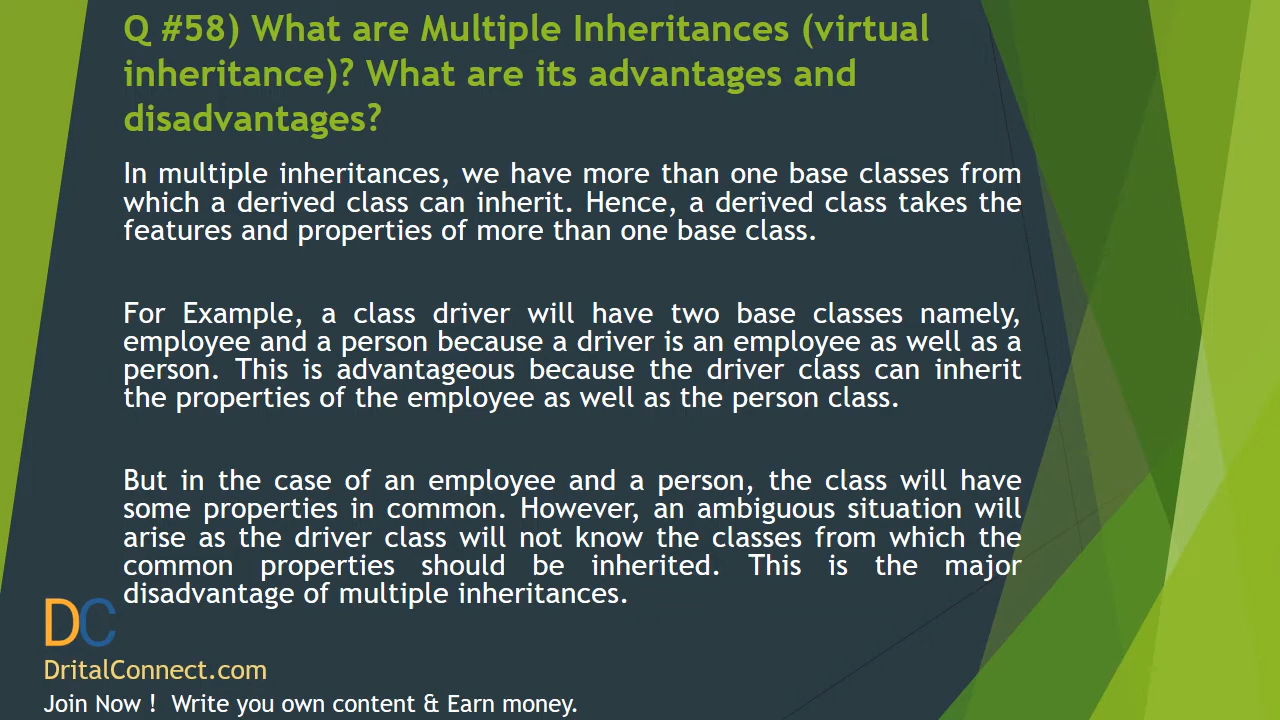 Q #58) What are Multiple Inheritances (virtual
inheritance)? What are its advantages and
disadvantages?
In multiple inheritances, we have more than one base classes from
which a derived class can inherit. Hence, a derived class takes the
features and properties of more than one base class.
For Example, a class driver will have two base classes namely,
employee and a person because a driver is an employee as well as a
person. This is advantageous because the driver class can inherit
the properties of the employee as well as the person class.
But in the case of an employee and a person, the class will have
some properties in common. However, an ambiguous situation will
arise as the driver class will not know the classes from which the
common properties should be inherited. This is the major
disadvantage of multiple inheritances.
DC
DritalConnect.com
Join Now ! Write you own content & Earn money.